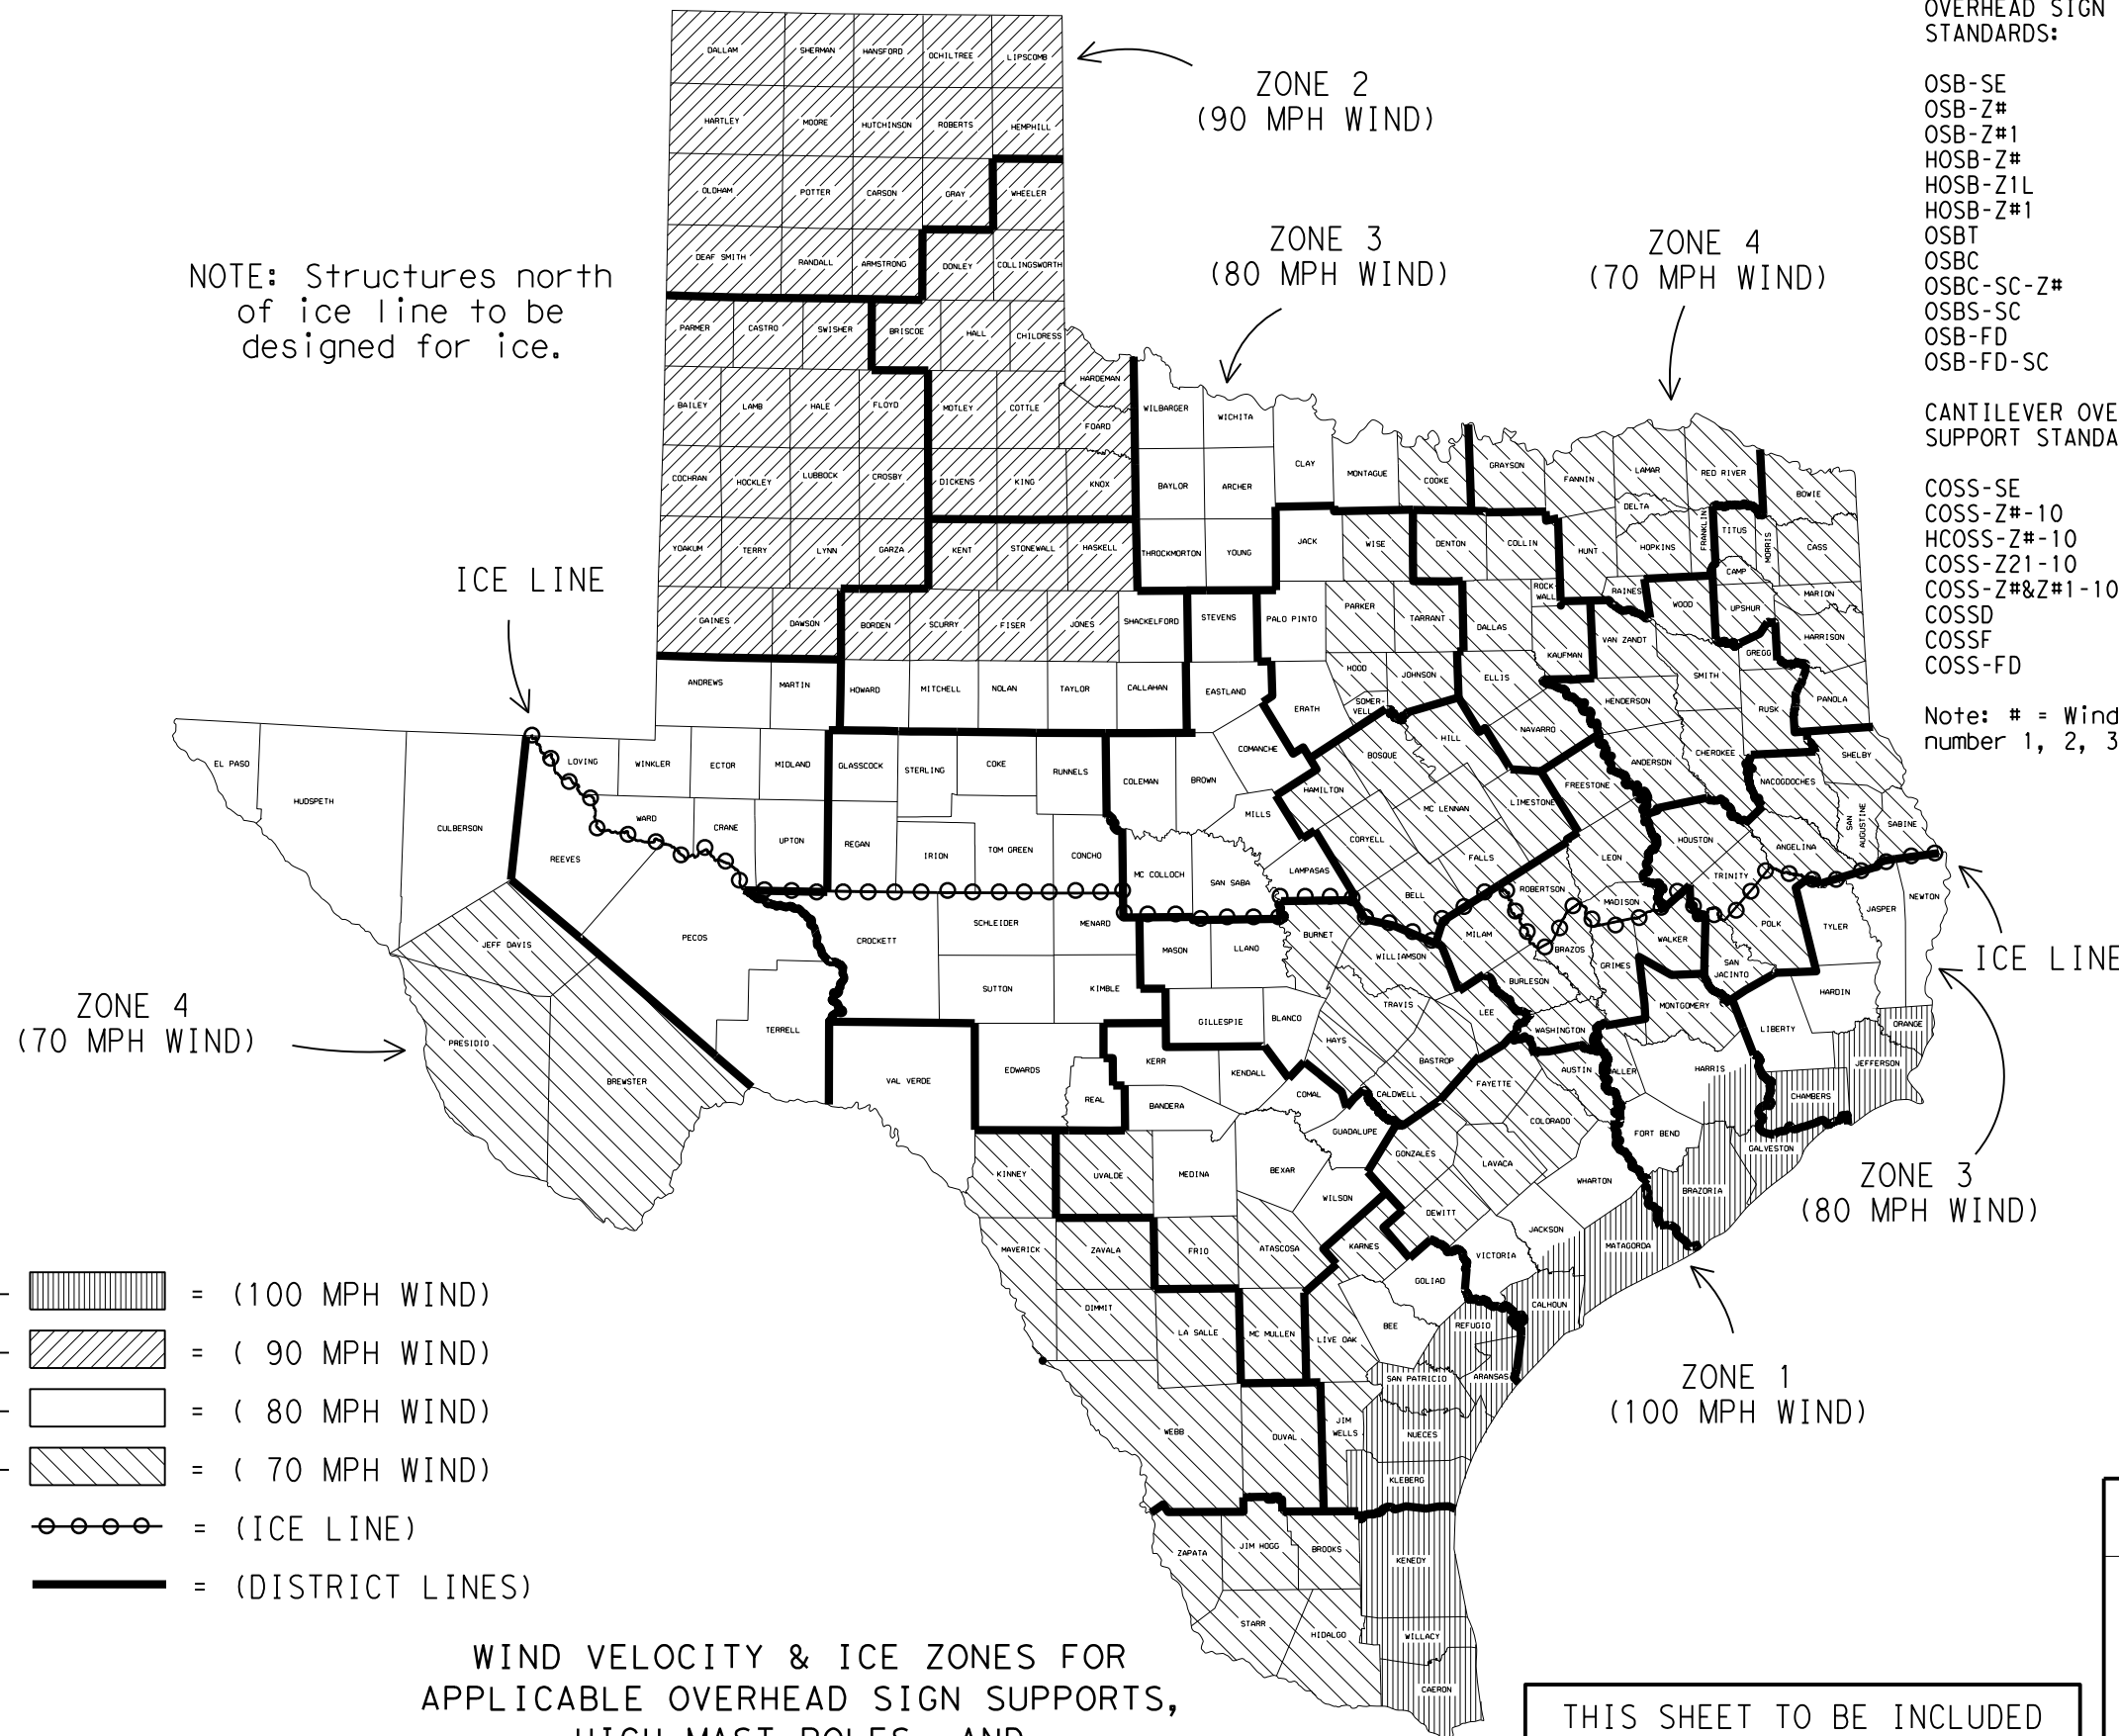 OVERHEAD SIGN
STANDARDS:
OSB-SE
OSB-Z#
OSB-Z#1
HOSB-Z#
HOSB-Z1L
HOSB-Z#1
OSBT
OSBC
OSBC-SC-Z#
OSBS-SC
OSB-FD
OSB-FD-SC
CANTILEVER OVE
SUPPORT STANDA
COSS-SE
COSS-Z#-10
HCOSS-Z#-10
COSS-Z21-10
COSS-Z#&Z#1-10
COSSD
COSSF
COSS-FD
Note: # = Wind
number 1, 2, 3
ZONE 2
(90 MPH WIND)
ZONE 3
(80 MPH WIND)
ZONE 4
(70 MPH WIND)
NOTE: Structures north
of ice line to be
designed for ice.
ICE LINE
DALLAM SHERMAN HANSFORD OCHILTREE LIPSCOMB
HARTLEY MOORE HUTCHINSON ROBERTS HEMPHILL
OLDHAM POTTER CARSON GRAY WHEELER
DEAF SMITH RANDALL ARMSTRONG DONLEY COLLINGSWORTH
PARMER CASTRO SWISHER BRISCOE HALL CHILDRESS
HARDEMAN
BAILEY LAMB HALE FLOYD MOTLEY COTTLE FOARD WILBARGER WICHITA
COCHRAN HOCKLEY LUBBOCK CROSBY DICKENS KING KNOX BAYLOR ARCHER CLAY MONTAGUE COOKE GRAYSON FANNIN LAMAR RED RIVER BOWIE
YOAKUM TERRY LYNN GARZA KENT STONEWALL HASKELL THROCKMORTON YOUNG JACK WISE DENTON COLLIN HUNT DELTA HOPKINS FRANKLIN TITUS MORRIS CASS
GAINES DAWSON BORDEN SCURRY FISER JONES SHACKELFORD STEVENS PALO PINTO PARKER TARRANT DALLAS ROCK-
WALL RAINES WOOD CAMP UPSHUR MARION
KAUFMAN VAN ZANDT GREGG HARRISON
ANDREWS MARTIN HOWARD MITCHELL NOLAN TAYLOR CALLAHAN EASTLAND ERATH HOOD SOMER-
VELL JOHNSON ELLIS HENDERSON SMITH RUSK PANOLA
EL PASO HUDSPETH CULBERSON REEVES LOVING WINKLER ECTOR MIDLAND GLASSCOCK STERLING COKE RUNNELS COLEMAN BROWN COMANCHE BOSQUE HILL NAVARRO ANDERSON CHEROKEE NACOGDOCHES SHELBY
HAMILTON MC LENNAN LIMESTONE FREESTONE
WARD CRANE UPTON REGAN IRION TOM GREEN CONCHO MC COLLOCH SAN SABA MILLS LAMPASAS CORYELL FALLS LEON HOUSTON ANGELINA SAN
AUGUSTINE SABINE
BELL ROBERTSON MADISON TRINITY POLK TYLER JASPER NEWTON
JEFF DAVIS PECOS CROCKETT SCHLEIDER MENARD MASON LLANO BURNET WILLIAMSON MILAM BRAZOS GRIMES WALKER SAN
JACINTO HARDIN
PRESIDIO BREWSTER TERRELL SUTTON KIMBLE GILLESPIE BLANCO TRAVIS BURLESON LEE WASHINGTON MONTGOMERY LIBERTY ORANGE
VAL VERDE EDWARDS REAL KERR KENDALL BANDERA COMAL HAYS BASTROP CALDWELL FAYETTE AUSTIN ALLER HARRIS CHAMBERS JEFFERSON
KINNEY UVALDE MEDINA BEXAR GUADALUPE WILSON GONZALES LAVACA COLORADO WHARTON FORT BEND BRAZORIA GALVESTON
MAVERICK ZAVALA FRIO ATASCOSA KARNES DEWITT VICTORIA JACKSON MATAGORDA
DIMMIT LA SALLE MC MULLEN LIVE OAK BEE GOLIAD REFUGIO CALHOUN
WEBB DUVAL JIM
WELLS SAN PATRICIO ARANSAS NUECES KLEBERG
ZAPATA JIM HOGG BROOKS KENEDY
STARR HIDALGO WILLACY CAERON
ZONE 4
(70 MPH WIND)
ICE LINE
ZONE 3
(80 MPH WIND)
ZONE 1
(100 MPH WIND)
= (100 MPH WIND)
= ( 90 MPH WIND)
= ( 80 MPH WIND)
= ( 70 MPH WIND)
= (ICE LINE)
= (DISTRICT LINES)
WIND VELOCITY & ICE ZONES FOR
APPLICABLE OVERHEAD SIGN SUPPORTS,
HIGH MAST POLES, AND
THIS SHEET TO BE INCLUDED